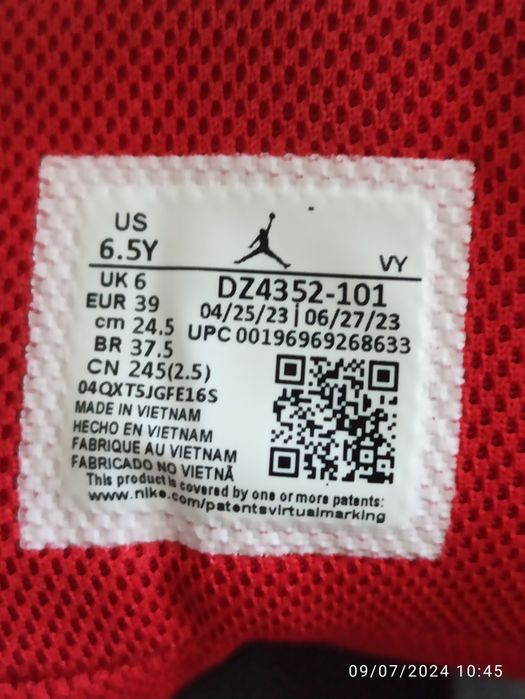 US
6.5Y
VY
UK 6
EUR 39
cm 24.5
BR 37.5
CN 245(2.5)
DZ4352-101
04/25/23 | 06/27/23
UPC 00196969268633
04QXT5JGFE16S
MADE IN VIETNAM
HECHO EN VIETNAM
FABRIQUE AU VIETNAM
FABRICADO NO VIETNÃ
This product is covered by one or more patents:
www.nike.com/patentsvirtualmarking
09/07/2024 10:45